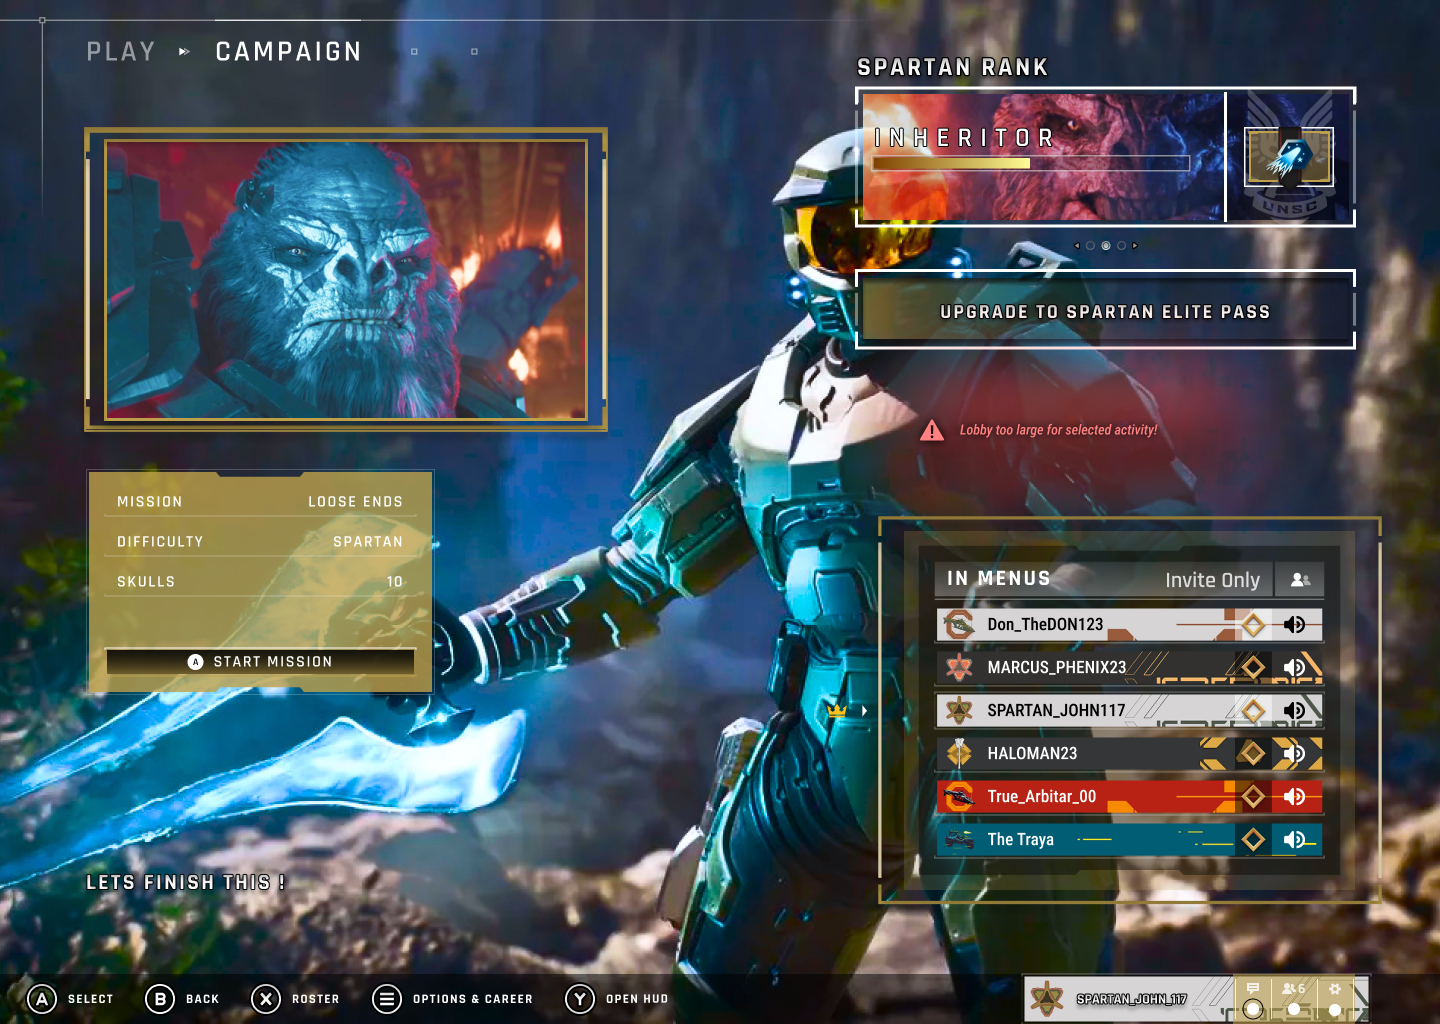 PLAY CAMPAIGN
SPARTAN RANK
INHERITOR
UNSC
UPGRADE TO SPARTAN ELITE PASS
Lobby too large for selected activity!
MISSION LOOSE ENDS
DIFFICULTY SPARTAN
SKULLS 10
A START MISSION
IN MENUS Invite Only
Don_TheDON123
MARCUS_PHENIX23
SPARTAN_JOHN117
HALOMAN23
True_Arbitar_00
The Traya
LETS FINISH THIS !
A SELECT B BACK X ROSTER OPTIONS & CAREER Y OPEN HUD
SPARTAN_JOHN_117 6